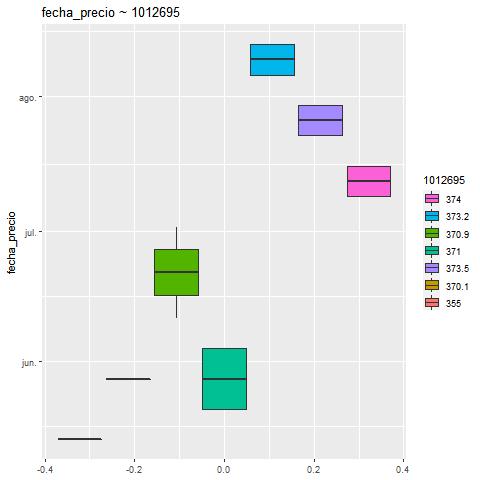 fecha_precio ~ 1012695
fecha_precio
ago.
jul.
jun.
-0.4 -0.2 0.0 0.2 0.4
1012695
374
373.2
370.9
371
373.5
370.1
355